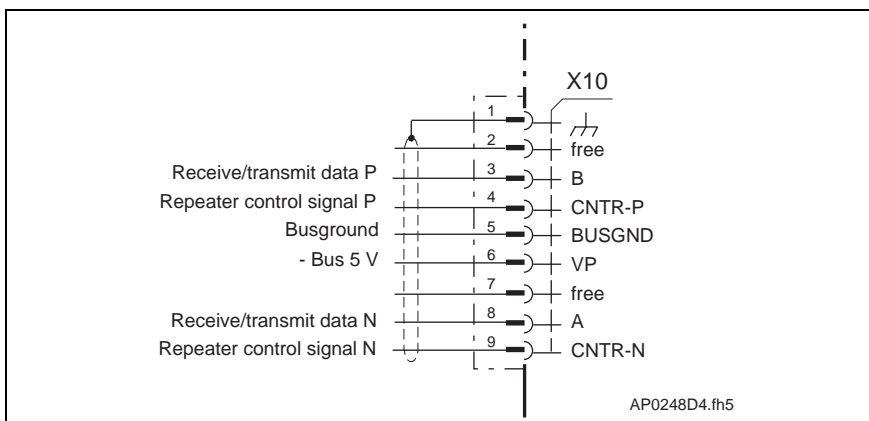 X10
1
2 free
Receive/transmit data P 3 B
Repeater control signal P 4 CNTR-P
Busground 5 BUSGND
- Bus 5 V 6 VP
7 free
Receive/transmit data N 8 A
Repeater control signal N 9 CNTR-N
AP0248D4.fh5